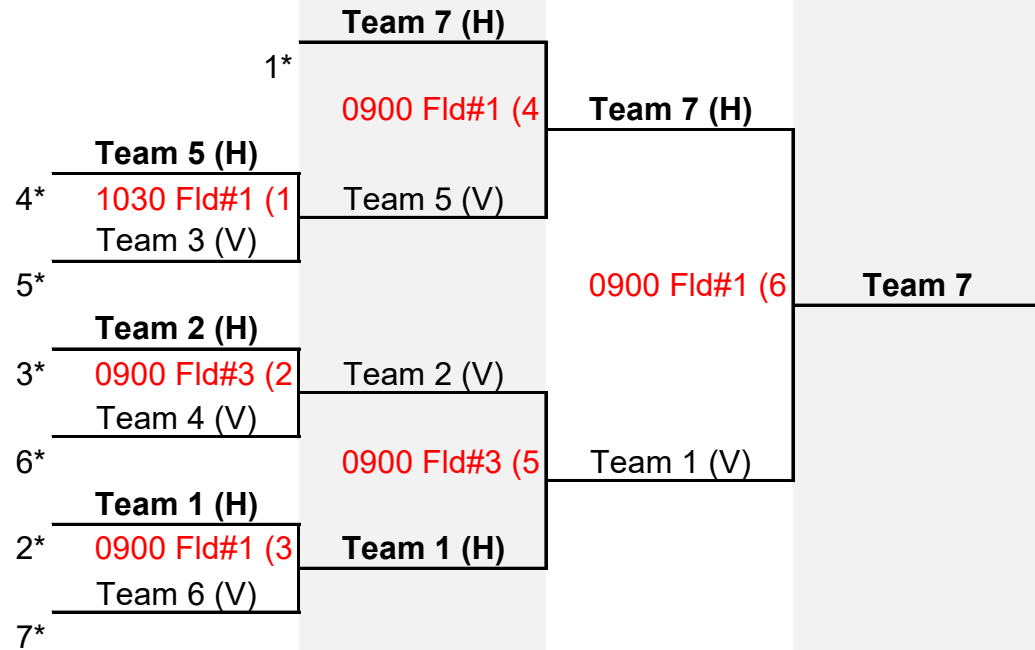 Team 7 (H)
1*
0900 Fld#1 (4
Team 7 (H)
Team 5 (H)
4*
1030 Fld#1 (1
Team 5 (V)
Team 3 (V)
5*
0900 Fld#1 (6
Team 7
Team 2 (H)
3*
0900 Fld#3 (2
Team 2 (V)
Team 4 (V)
6*
0900 Fld#3 (5
Team 1 (V)
Team 1 (H)
2*
0900 Fld#1 (3
Team 1 (H)
Team 6 (V)
7*